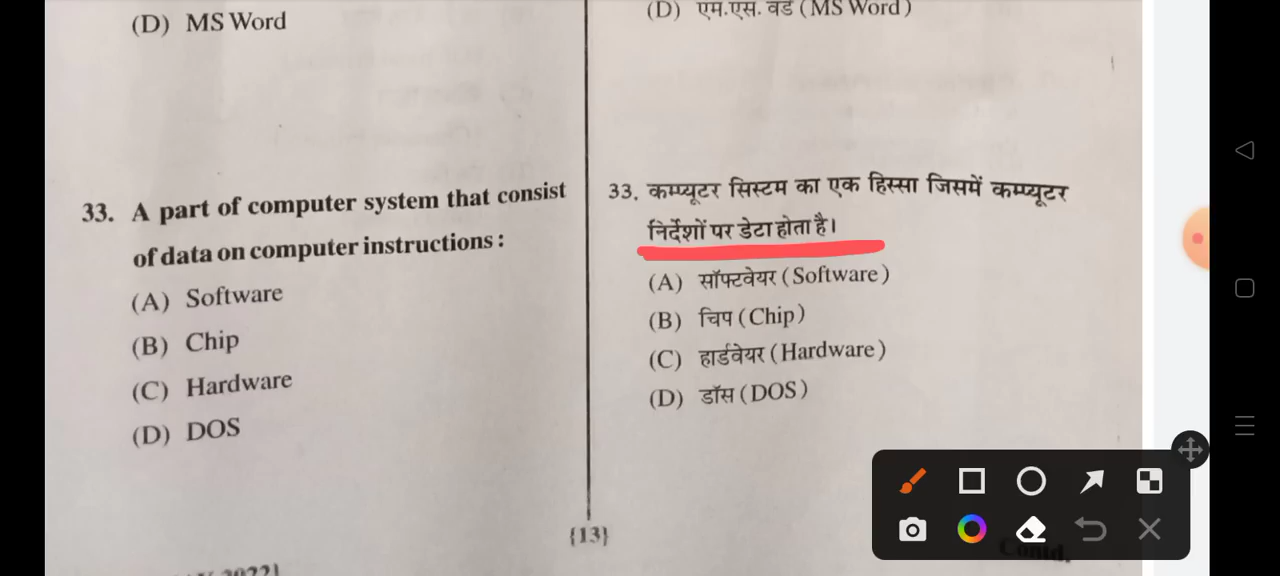 (D) MS Word
33. A part of computer system that consist
of data on computer instructions :
(A) Software
(B) Chip
(C) Hardware
(D) DOS
(D) एम.एस. वर्ड (MS Word)
33. कम्प्यूटर सिस्टम का एक हिस्सा जिसमें कम्प्यूटर
निर्देशों पर डेटा होता है।
(A) सॉफ्टवेयर (Software)
(B) चिप (Chip)
(C) हार्डवेयर (Hardware)
(D) डॉस (DOS)
{13}
Contd.
2022]